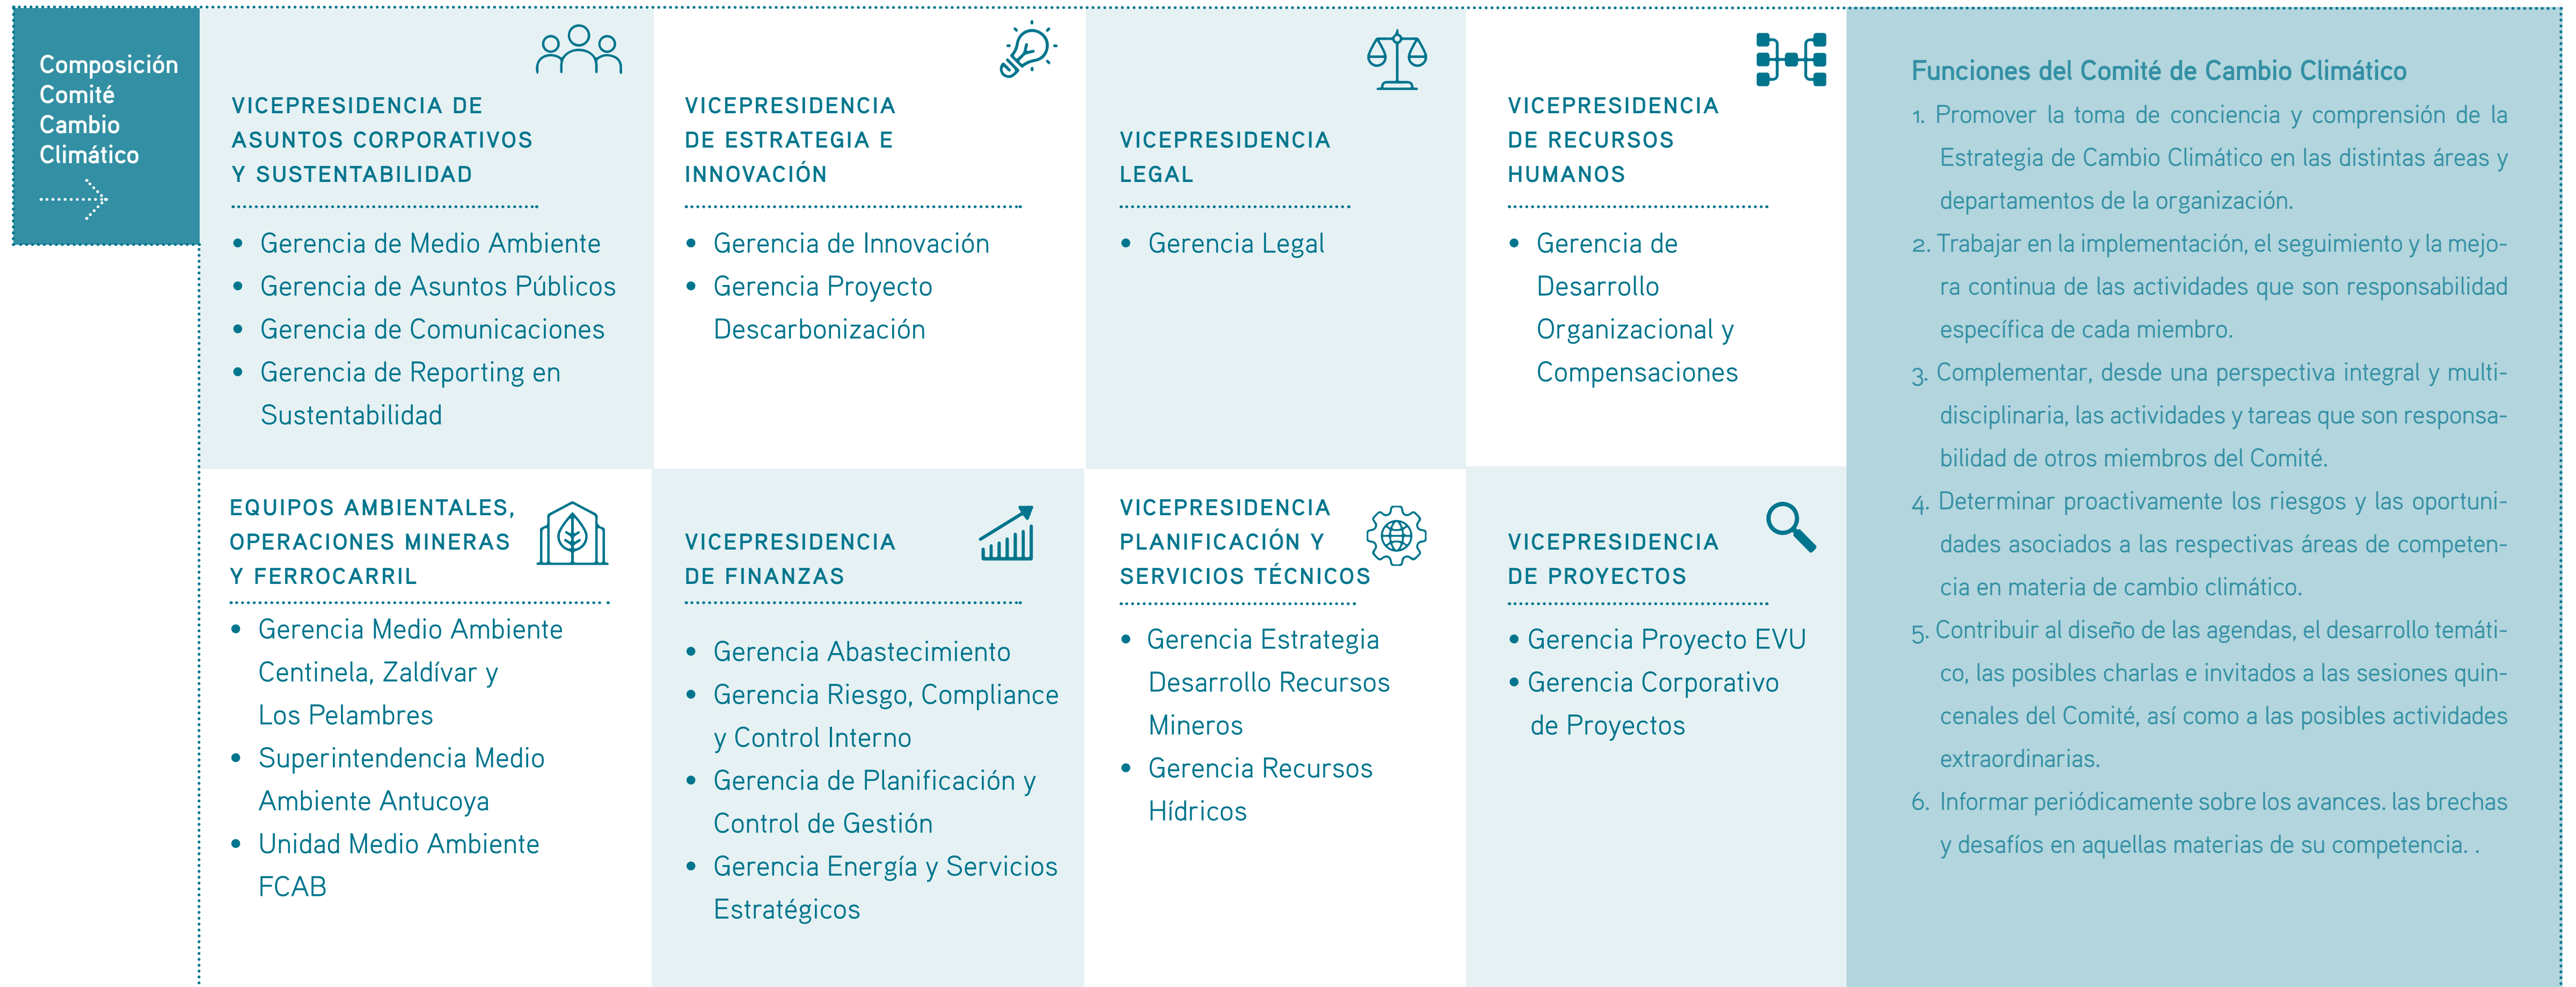 Composición
Comité
Cambio
Climático
VICEPRESIDENCIA DE
ASUNTOS CORPORATIVOS
Y SUSTENTABILIDAD
• Gerencia de Medio Ambiente
• Gerencia de Asuntos Públicos
• Gerencia de Comunicaciones
• Gerencia de Reporting en
Sustentabilidad
VICEPRESIDENCIA
DE ESTRATEGIA E
INNOVACIÓN
• Gerencia de Innovación
• Gerencia Proyecto
Descarbonización
VICEPRESIDENCIA
LEGAL
• Gerencia Legal
VICEPRESIDENCIA
DE RECURSOS
HUMANOS
• Gerencia de
Desarrollo
Organizacional y
Compensaciones
EQUIPOS AMBIENTALES,
OPERACIONES MINERAS
Y FERROCARRIL
• Gerencia Medio Ambiente
Centinela, Zaldívar y
Los Pelambres
• Superintendencia Medio
Ambiente Antucoya
• Unidad Medio Ambiente
FCAB
VICEPRESIDENCIA
DE FINANZAS
• Gerencia Abastecimiento
• Gerencia Riesgo, Compliance
y Control Interno
• Gerencia de Planificación y
Control de Gestión
• Gerencia Energía y Servicios
Estratégicos
VICEPRESIDENCIA
PLANIFICACIÓN Y
SERVICIOS TÉCNICOS
• Gerencia Estrategia
Desarrollo Recursos
Mineros
• Gerencia Recursos
Hídricos
VICEPRESIDENCIA
DE PROYECTOS
• Gerencia Proyecto EVU
• Gerencia Corporativo
de Proyectos
Funciones del Comité de Cambio Climático
1. Promover la toma de conciencia y comprensión de la
Estrategia de Cambio Climático en las distintas áreas y
departamentos de la organización.
2. Trabajar en la implementación, el seguimiento y la mejo-
ra continua de las actividades que son responsabilidad
específica de cada miembro.
3. Complementar, desde una perspectiva integral y multi-
disciplinaria, las actividades y tareas que son responsa-
bilidad de otros miembros del Comité.
4. Determinar proactivamente los riesgos y las oportuni-
dades asociados a las respectivas áreas de competen-
cia en materia de cambio climático.
5. Contribuir al diseño de las agendas, el desarrollo temáti-
co, las posibles charlas e invitados a las sesiones quin-
cenales del Comité, así como a las posibles actividades
extraordinarias.
6. Informar periódicamente sobre los avances. las brechas
y desafíos en aquellas materias de su competencia. .